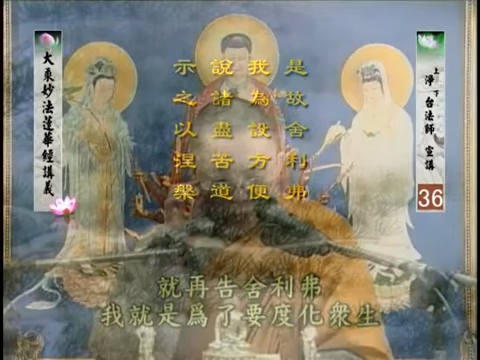 大乘妙法蓮華經講義
是故舍利弗
我為設方便
說諸盡苦道
示之以涅槃
上淨下台法師 宣講
36
就再告舍利弗
我就是爲了要度化眾生